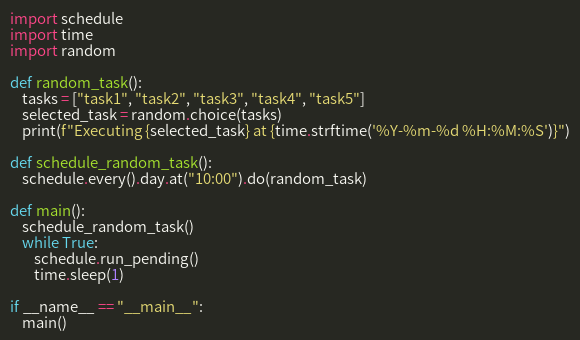 import schedule
import time
import random

def random_task():
    tasks = ["task1", "task2", "task3", "task4", "task5"]
    selected_task = random.choice(tasks)
    print(f"Executing {selected_task} at {time.strftime('%Y-%m-%d %H:%M:%S')}")

def schedule_random_task():
    schedule.every().day.at("10:00").do(random_task)

def main():
    schedule_random_task()
    while True:
        schedule.run_pending()
        time.sleep(1)

if __name__ == "__main__":
    main()